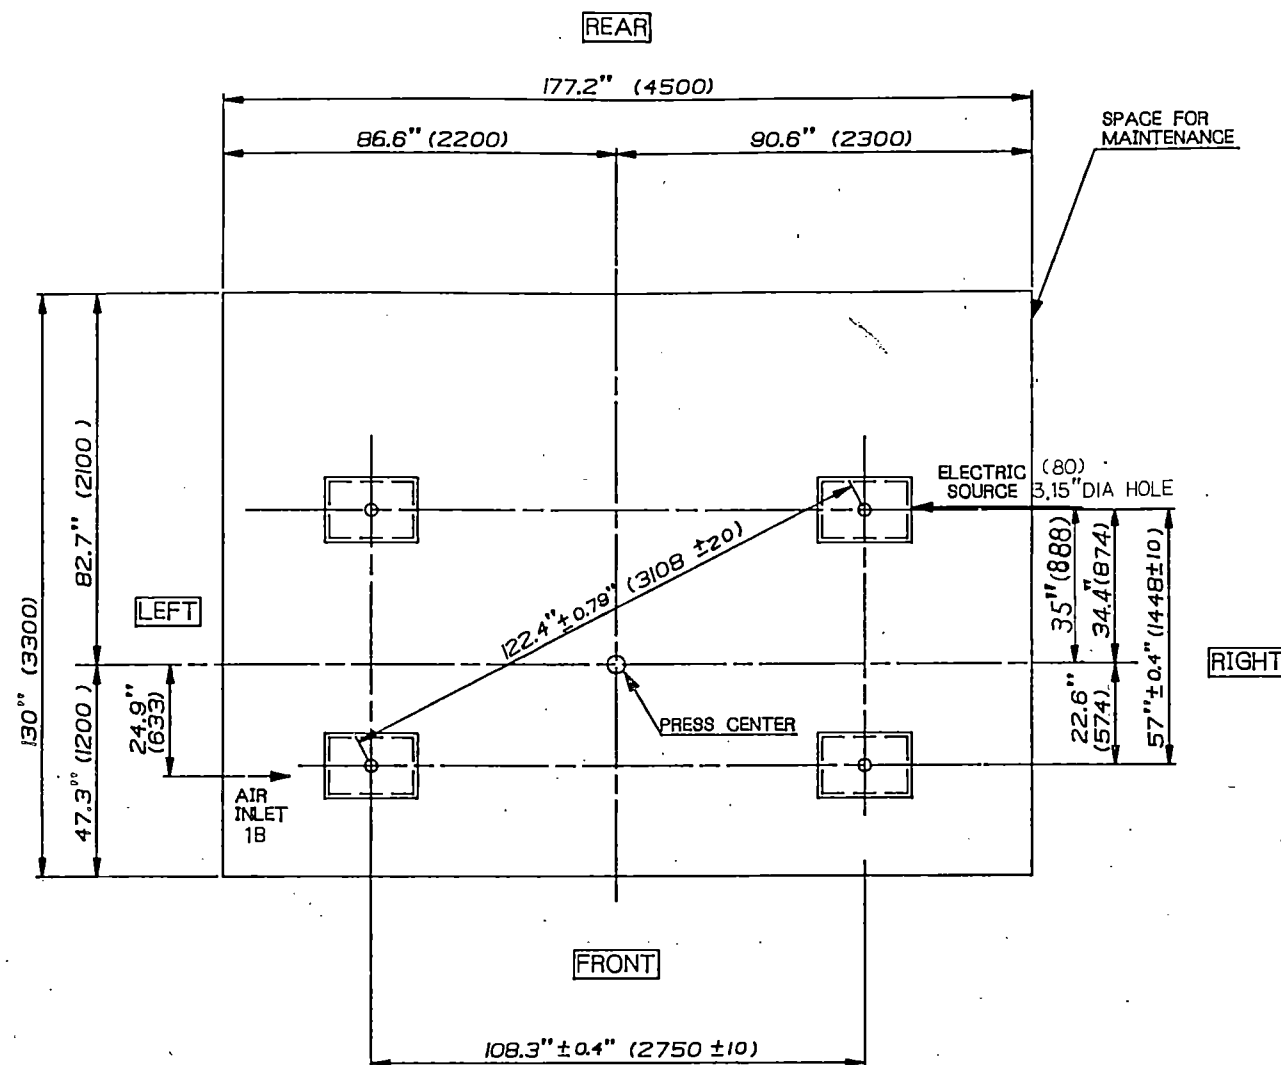 REAR
177.2" (4500)
86.6" (2200)
90.6" (2300)
SPACE FOR
MAINTENANCE
130" (3300)
82.7" (2100)
47.3" (1200)
LEFT
24.9"
(633)
AIR
INLET
1B
122.4"±0.79" (3108 ±20)
PRESS CENTER
ELECTRIC (80)
SOURCE 3.15"DIA HOLE
35"(888)
34.4"(874)
22.6"
(574)
57"±0.4"(1448±10)
RIGHT
FRONT
108.3"±0.4" (2750 ±10)